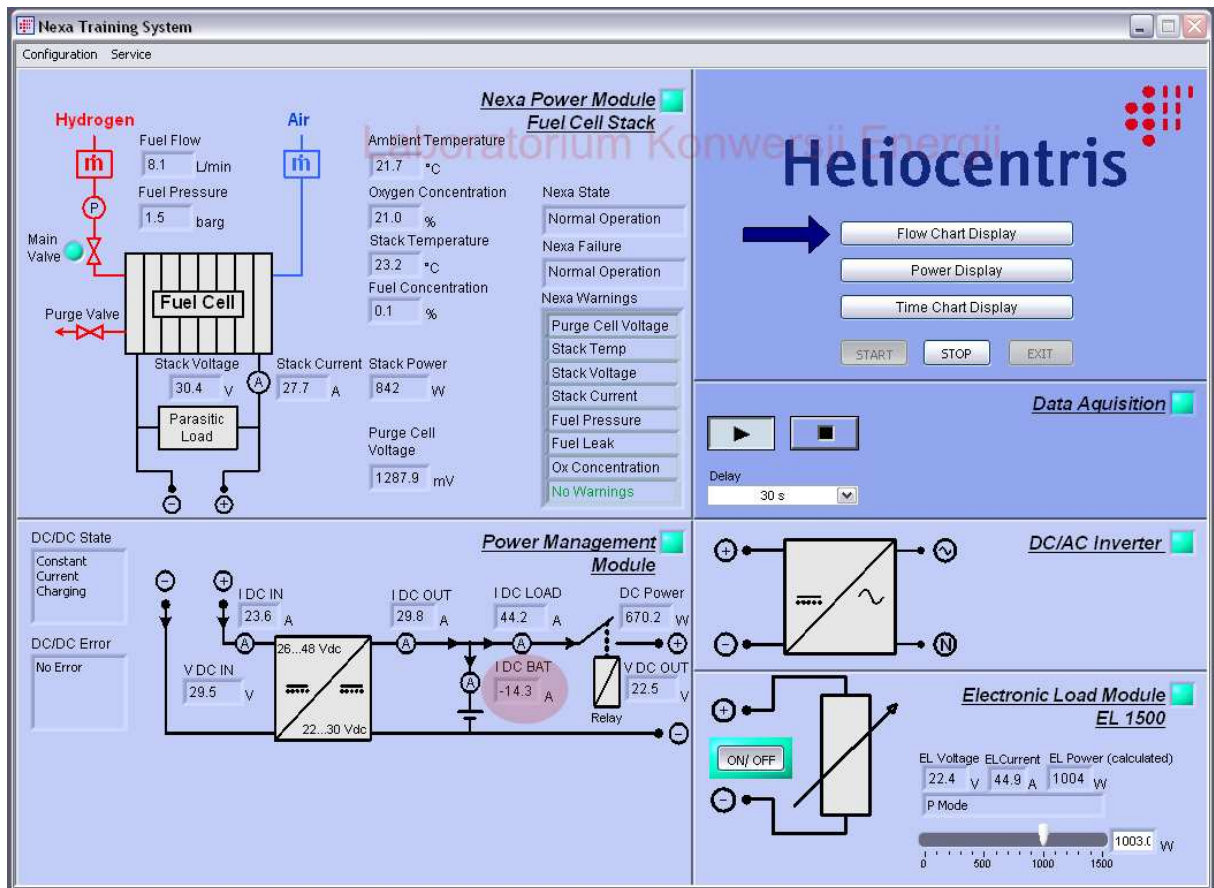 Nexa Training System
Configuration Service
Laboratorium Konwersji Energii
Nexa Power Module
Fuel Cell Stack
Hydrogen
Air
ṁ
ṁ
Fuel Flow
8.1 L/min
Fuel Pressure
1.5 barg
P
Main
Valve
Purge Valve
Fuel Cell
Ambient Temperature
21.7 °C
Oxygen Concentration
21.0 %
Stack Temperature
23.2 °C
Fuel Concentration
0.1 %
Nexa State
Normal Operation
Nexa Failure
Normal Operation
Nexa Warnings
Purge Cell Voltage
Stack Temp
Stack Voltage
Stack Current
Fuel Pressure
Fuel Leak
Ox Concentration
No Warnings
Stack Voltage
30.4 V
A
Stack Current
27.7 A
Stack Power
842 W
Parasitic
Load
Purge Cell
Voltage
1287.9 mV
- +
Heliocentris
Flow Chart Display
Power Display
Time Chart Display
START STOP EXIT
Data Aquisition
Delay
30 s
Power Management
Module
DC/DC State
Constant
Current
Charging
DC/DC Error
No Error
- +
I DC IN
23.6 A
A
V DC IN
29.5 V
26...48 Vdc
22...30 Vdc
I DC OUT
29.8 A
A
I DC LOAD
44.2 A
A
DC Power
670.2 W
+
I DC BAT
-14.3 A
A
Relay
V DC OUT
22.5 V
-
DC/AC Inverter
+
-
N
Electronic Load Module
EL 1500
+
ON/ OFF
-
EL Voltage ELCurrent EL Power (calculated)
22.4 V 44.9 A 1004 W
P Mode
1003.( W
0 500 1000 1500